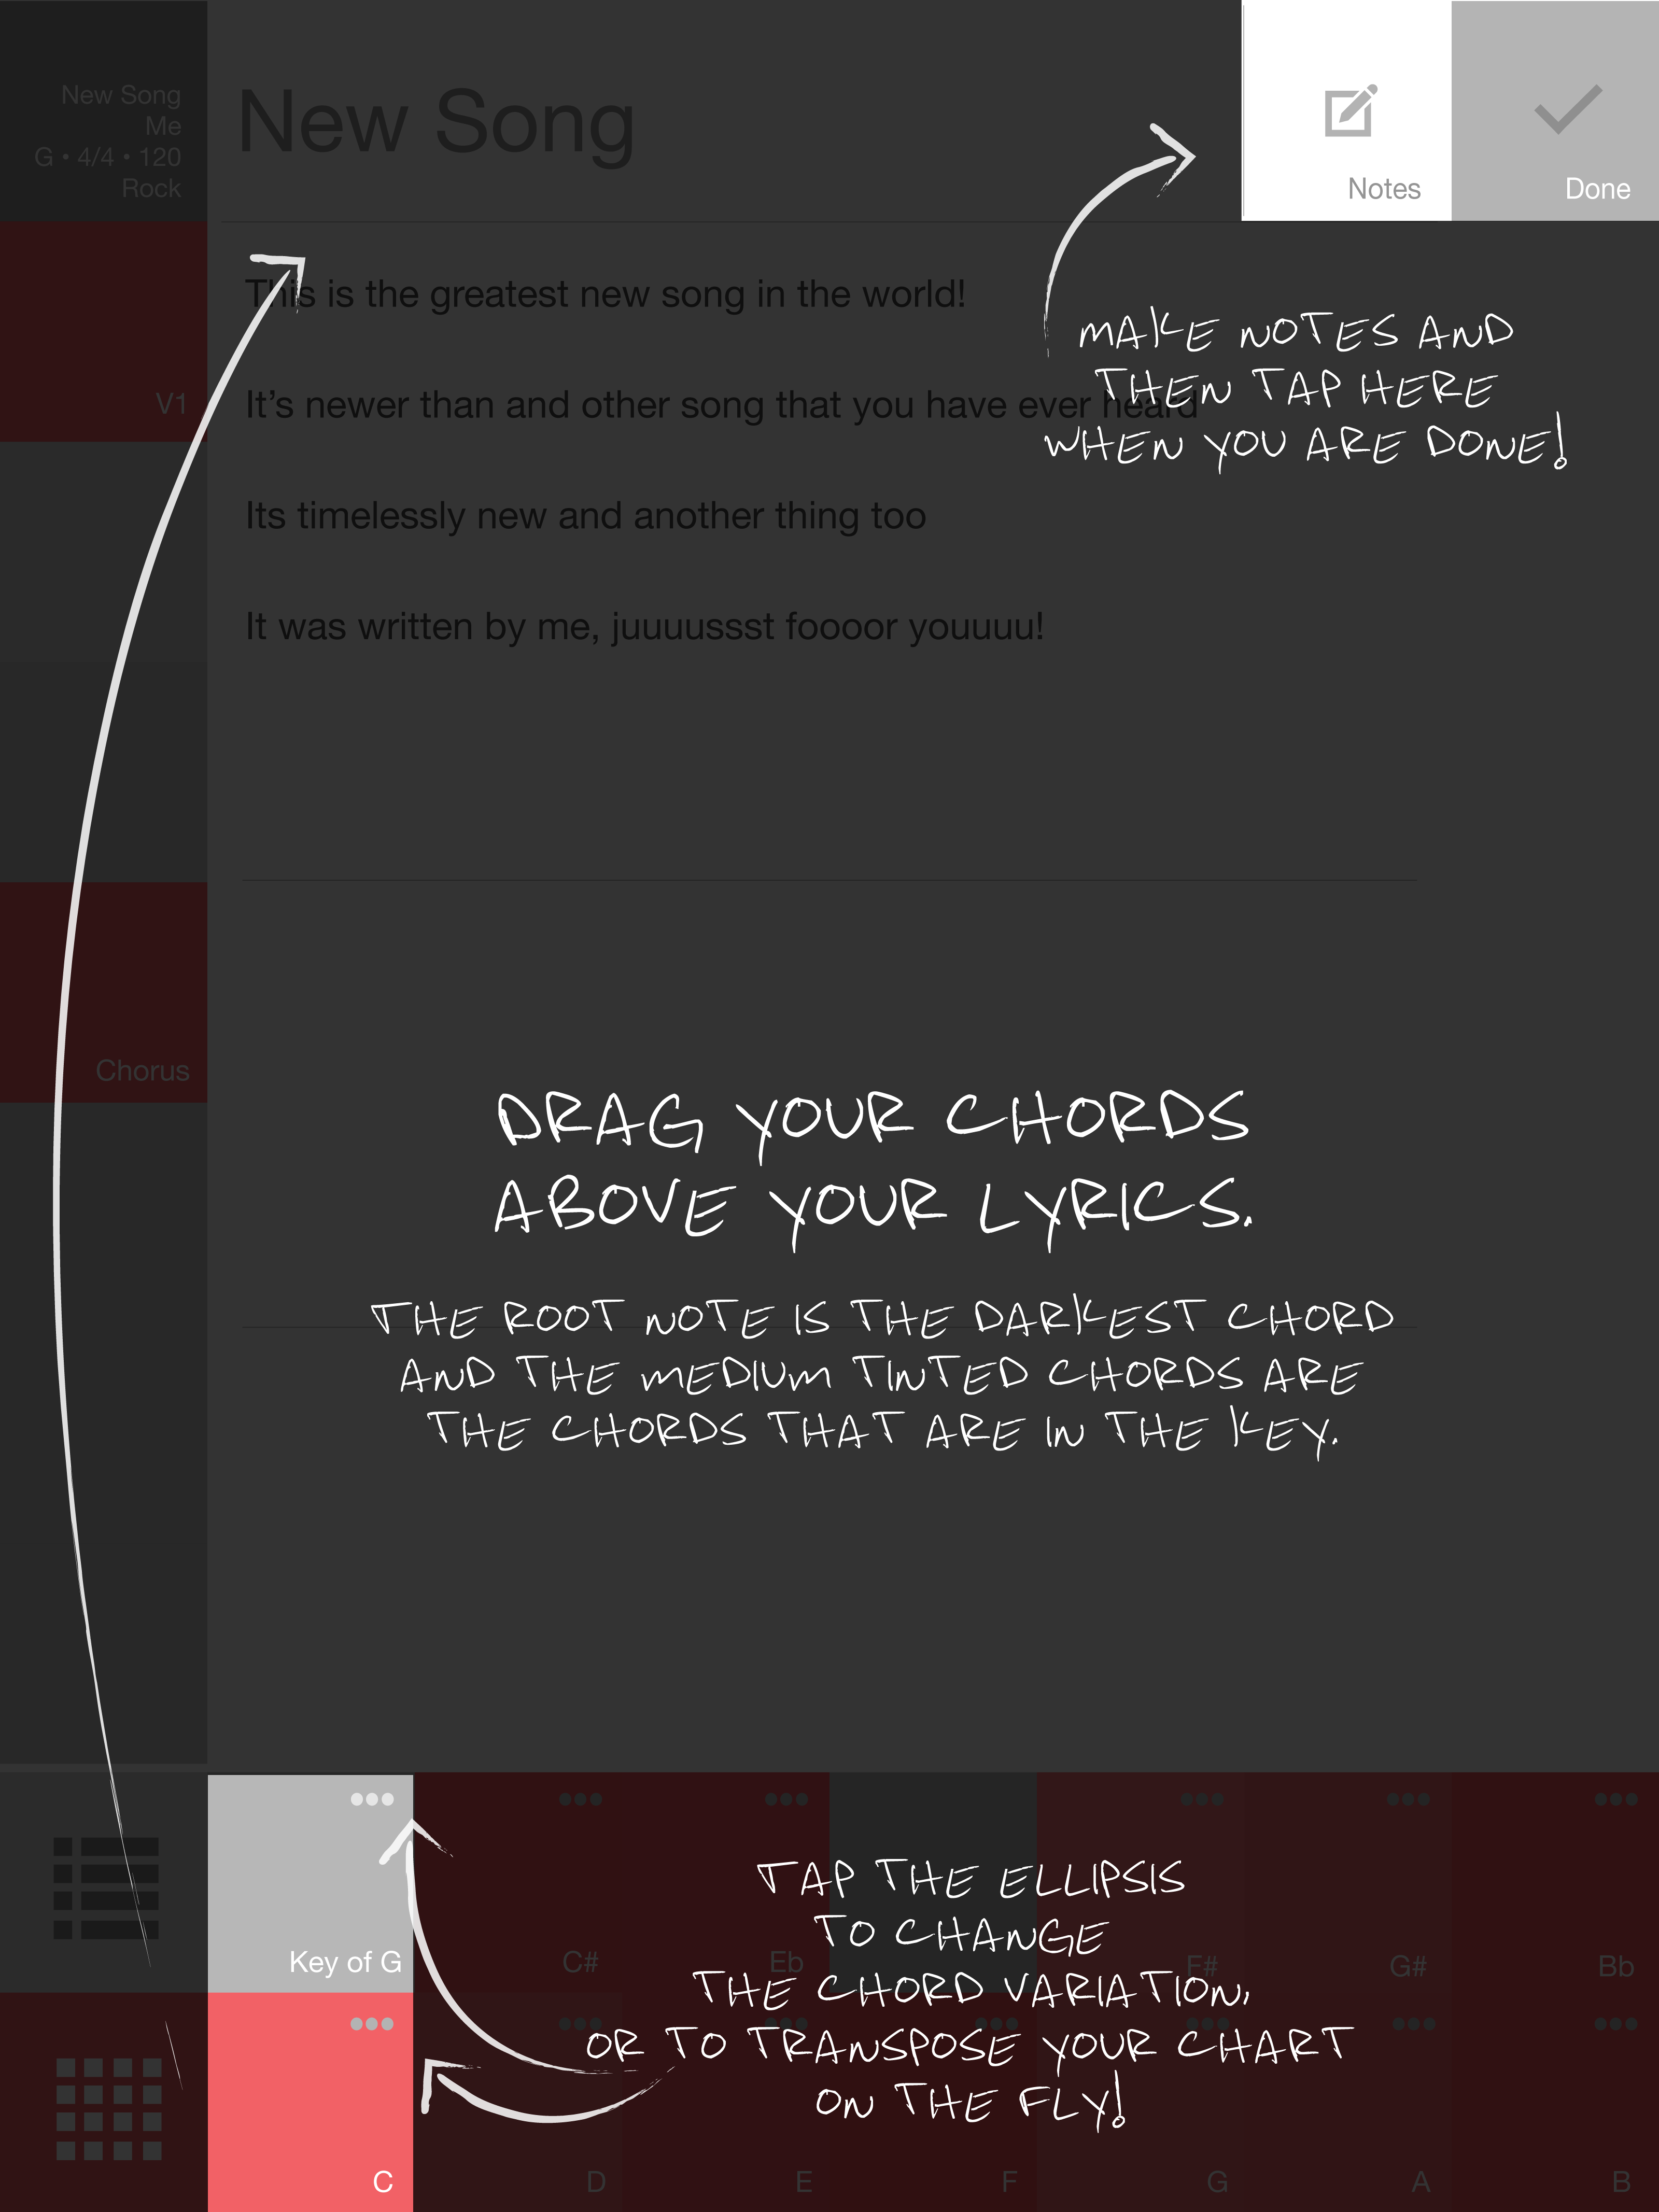 New Song
Me
G • 4/4 • 120
Rock
New Song
Notes
Done
This is the greatest new song in the world!
MAKE NOTES AND
THEN TAP HERE
WHEN YOU ARE DONE!
V1
It’s newer than and other song that you have ever heard
Its timelessly new and another thing too
It was written by me, juuuussst foooor youuuu!
Chorus
DRAG YOUR CHORDS
ABOVE YOUR LYRICS.
THE ROOT NOTE IS THE DARKEST CHORD
AND THE MEDIUM TINTED CHORDS ARE
THE CHORDS THAT ARE IN THE KEY.
TAP THE ELLIPSIS
TO CHANGE
THE CHORD VARIATION,
OR TO TRANSPOSE YOUR CHART
ON THE FLY!
Key of G
C#
Eb
F#
G#
Bb
C
D
E
F
G
A
B